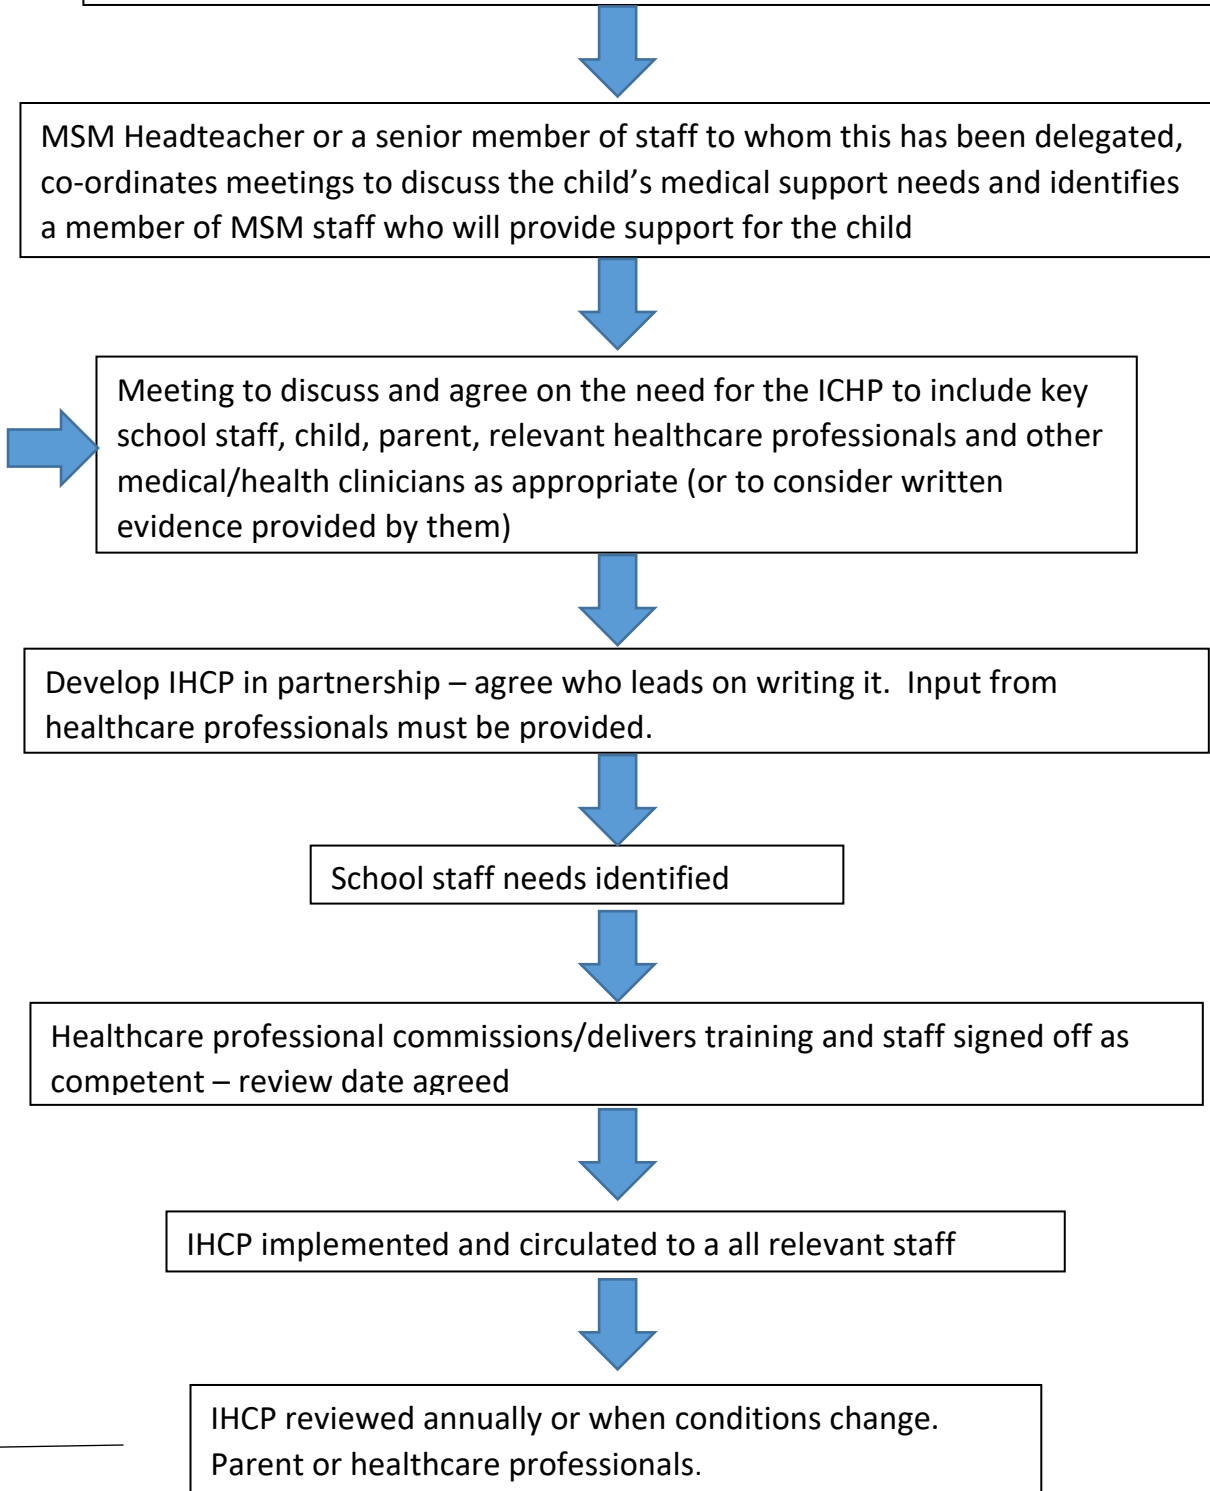 MSM Headteacher or a senior member of staff to whom this has been delegated,
co-ordinates meetings to discuss the child’s medical support needs and identifies
a member of MSM staff who will provide support for the child
Meeting to discuss and agree on the need for the ICHP to include key
school staff, child, parent, relevant healthcare professionals and other
medical/health clinicians as appropriate (or to consider written
evidence provided by them)
Develop IHCP in partnership – agree who leads on writing it.  Input from
healthcare professionals must be provided.
School staff needs identified
Healthcare professional commissions/delivers training and staff signed off as
competent – review date agreed
IHCP implemented and circulated to a all relevant staff
IHCP reviewed annually or when conditions change.
Parent or healthcare professionals.